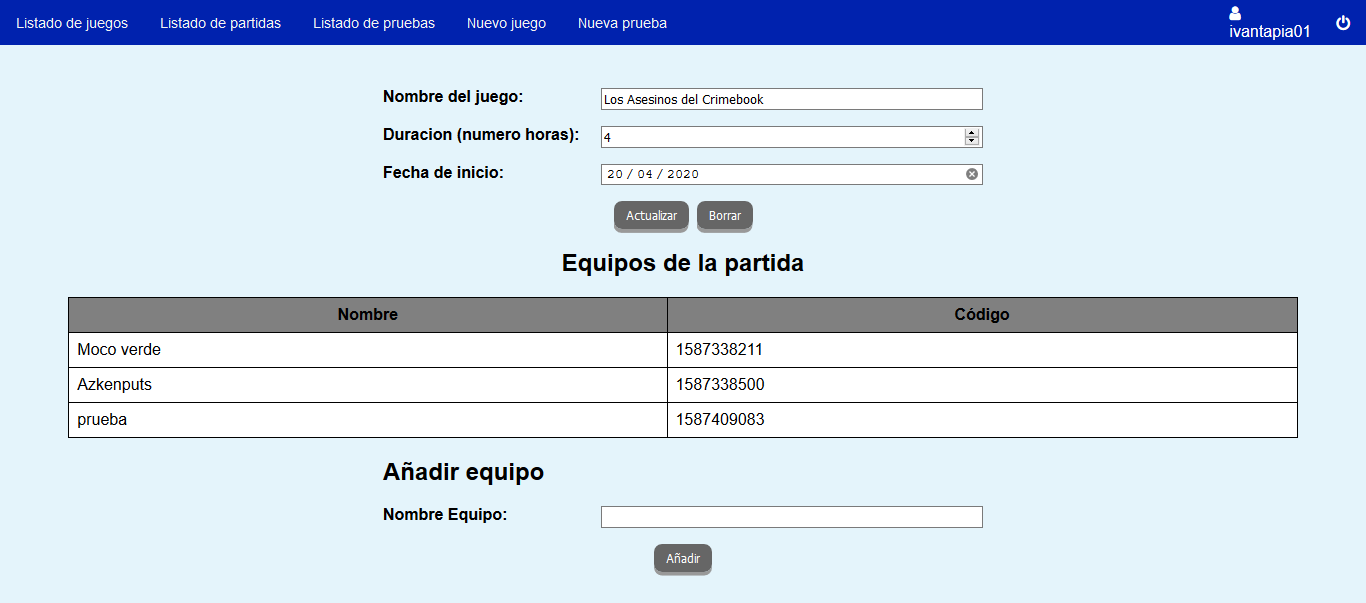 Listado de juegos Listado de partidas Listado de pruebas Nuevo juego Nueva prueba ivantapia01
Nombre del juego: Los Asesinos del Crimebook
Duracion (numero horas): 4
Fecha de inicio: 20 / 04 / 2020
Actualizar Borrar
Equipos de la partida
Nombre Código
Moco verde 1587338211
Azkenputs 1587338500
prueba 1587409083
Añadir equipo
Nombre Equipo:
Añadir